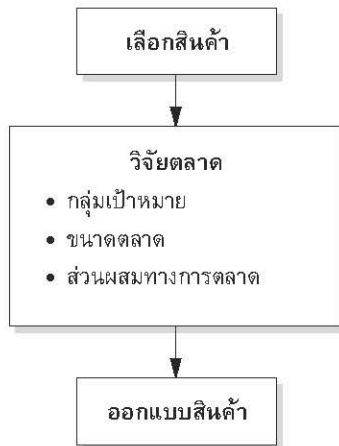 เลือกสินค้า
วิจัยตลาด
• กลุ่มเป้าหมาย
• ขนาดตลาด
• ส่วนผสมทางการตลาด
ออกแบบสินค้า